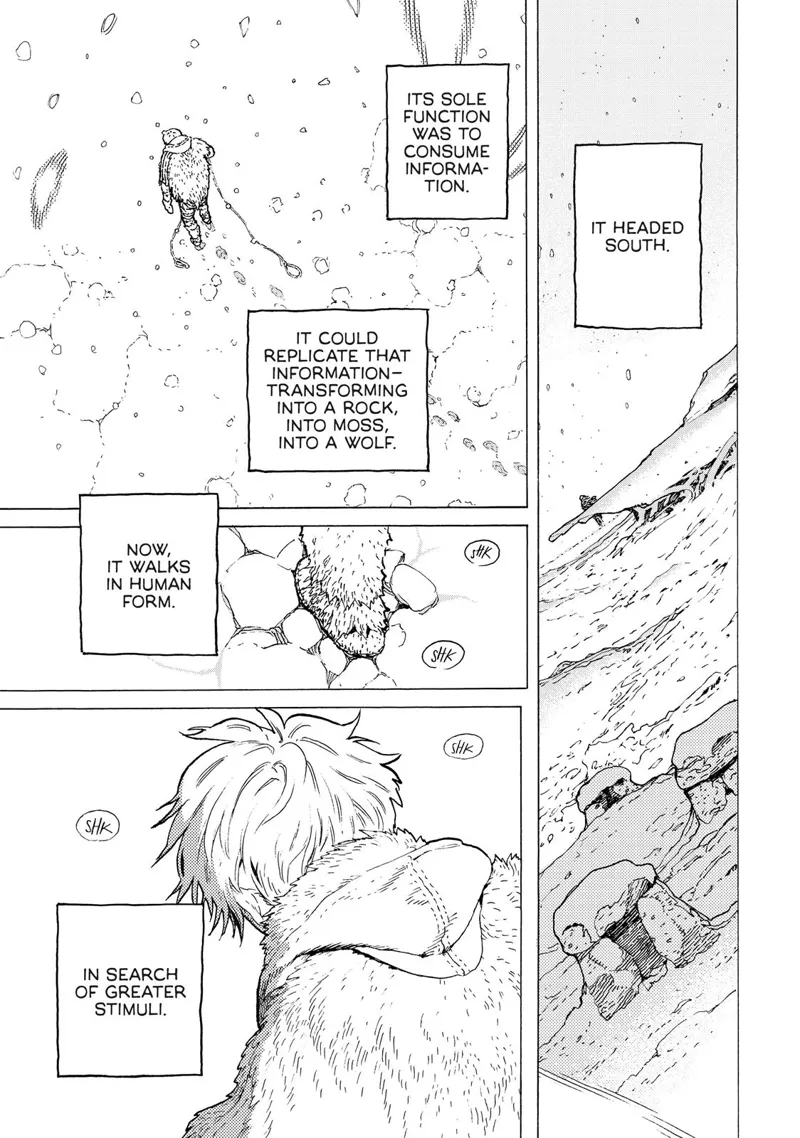 IT HEADED
SOUTH.
ITS SOLE
FUNCTION
WAS TO
CONSUME
INFORMA-
TION.
IT COULD
REPLICATE THAT
INFORMATION—
TRANSFORMING
INTO A ROCK,
INTO MOSS,
INTO A WOLF.
NOW,
IT WALKS
IN HUMAN
FORM.
SHK
SHK
SHK
SHK
IN SEARCH
OF GREATER
STIMULI.